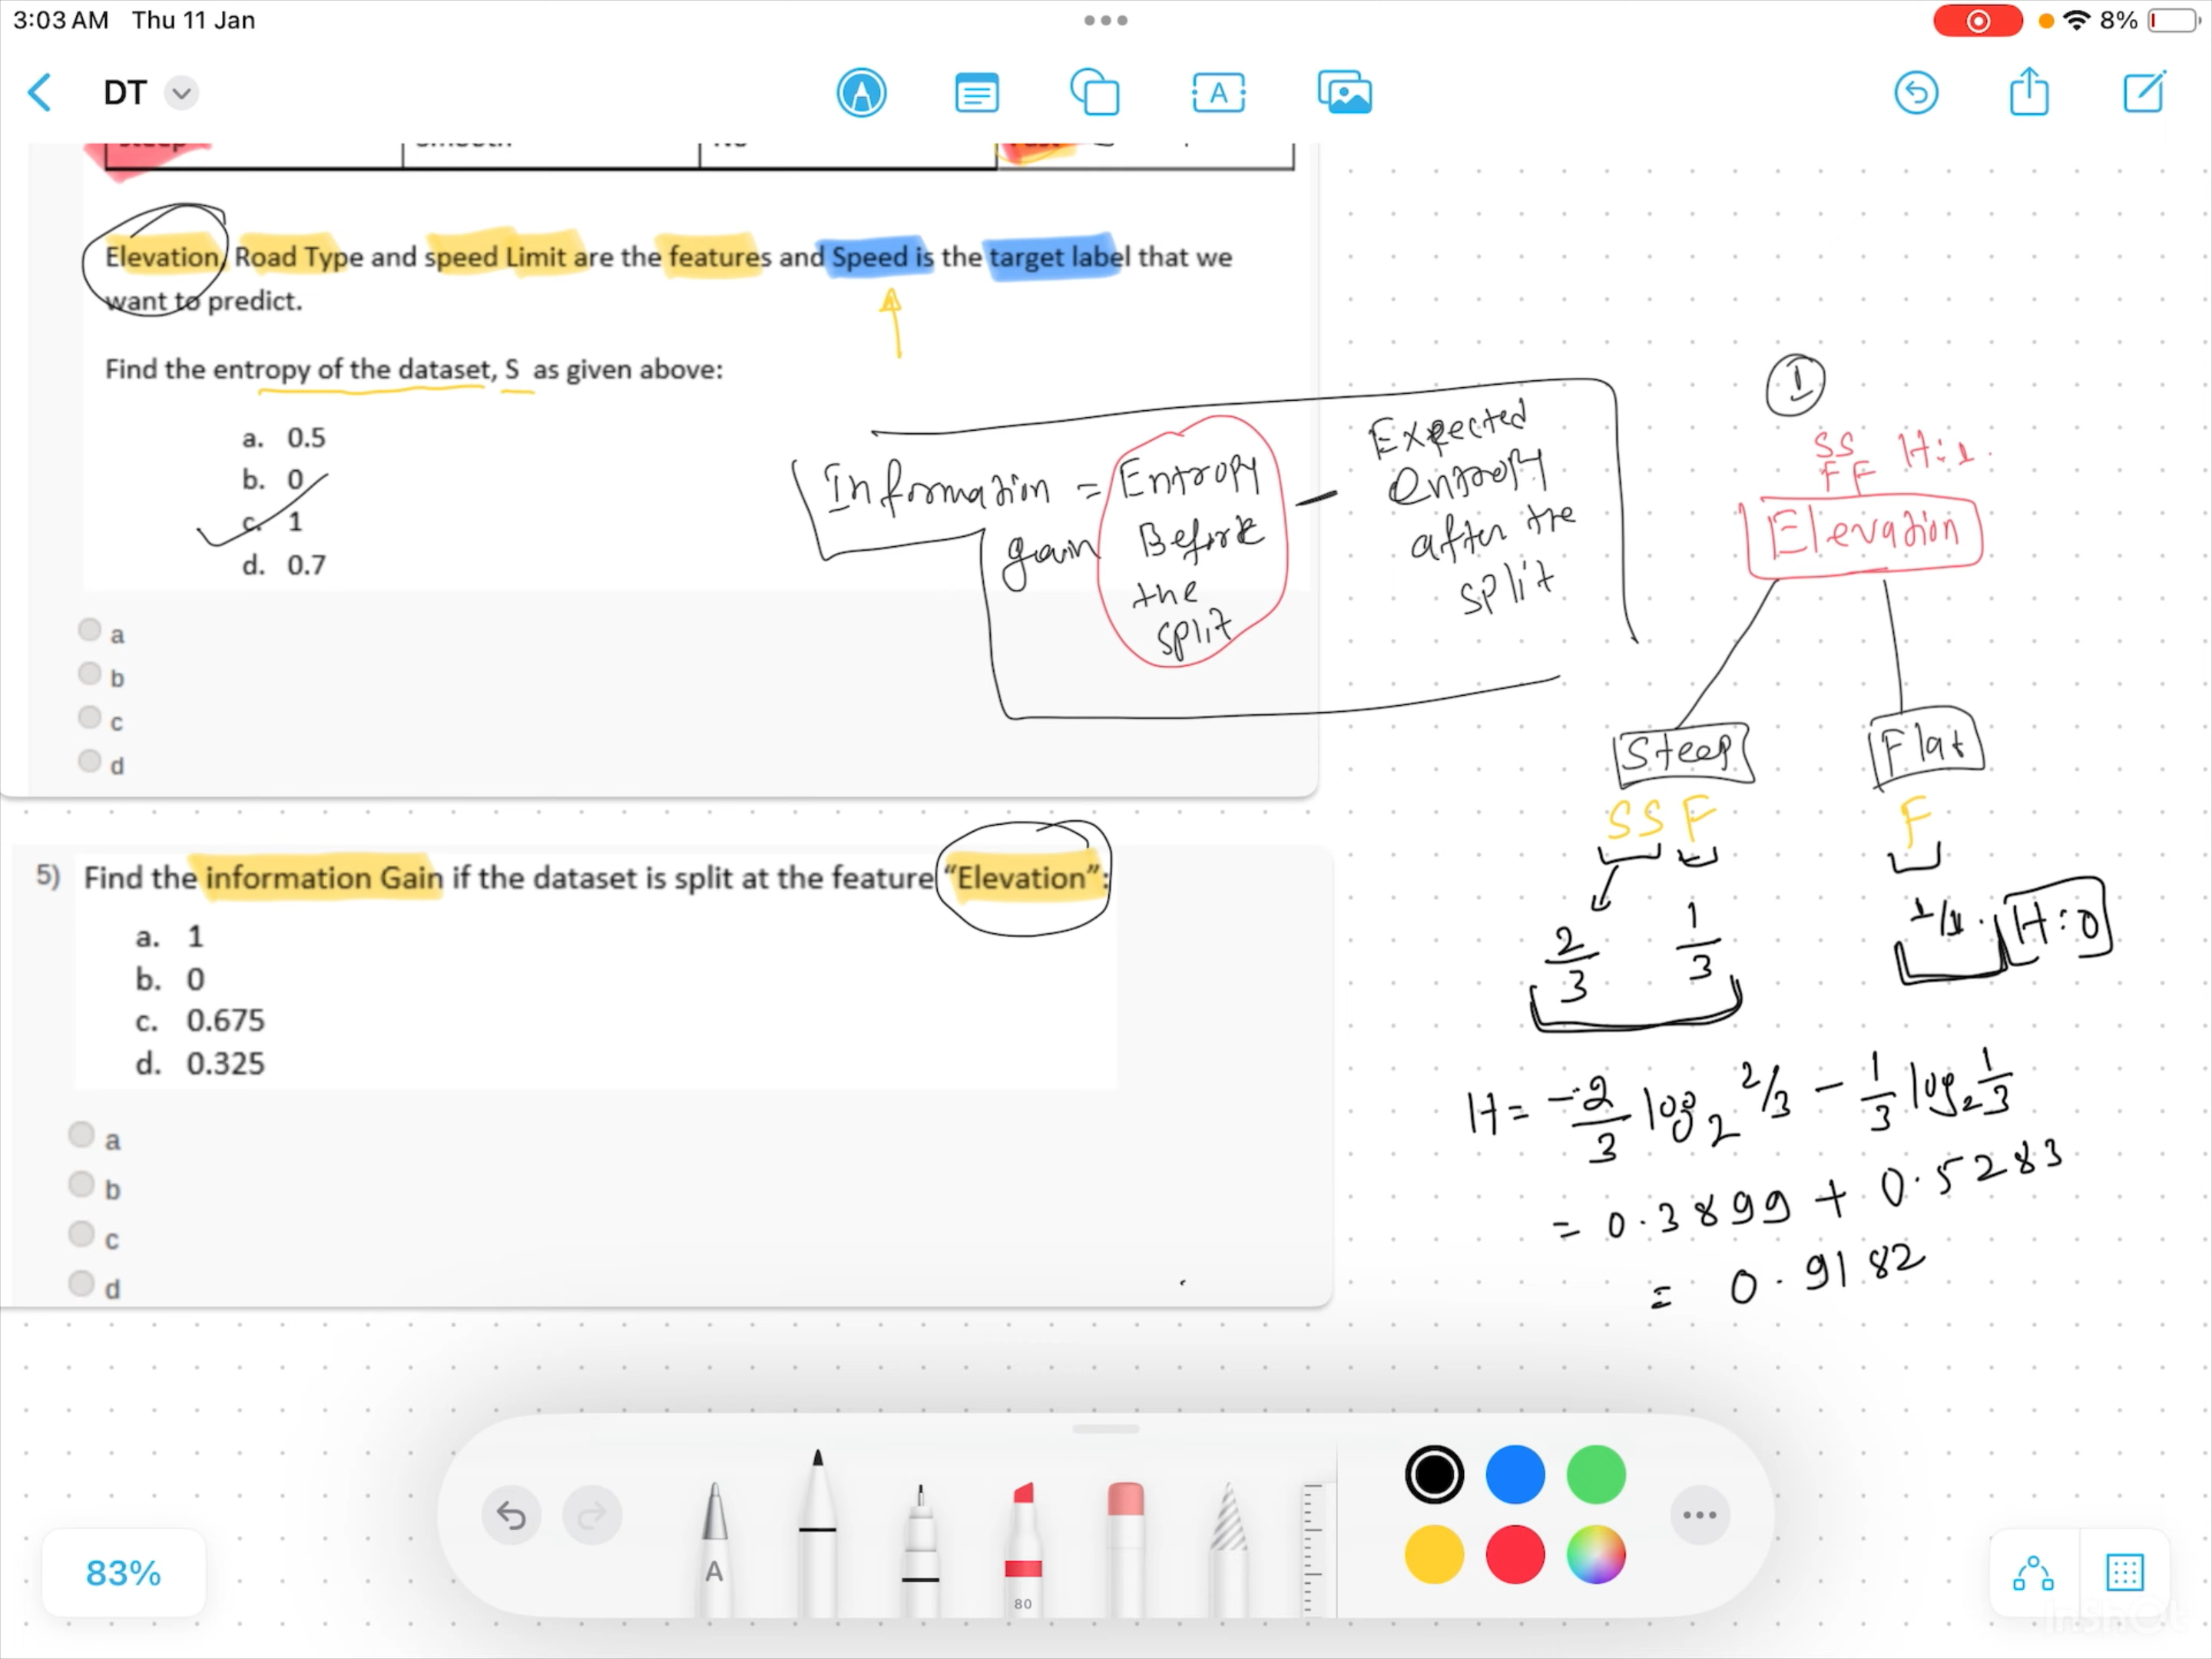 3:03 AM Thu 11 Jan
8%
DT
A
Elevation, Road Type and speed Limit are the features and Speed is the target label that we
want to predict.
Find the entropy of the dataset, S as given above:
a. 0.5
b. 0
c. 1
d. 0.7
a
b
c
d
Information = Entropy
gain Before
the
split
- Expected
entropy
after the
split
I
SS H:1.
FF
Elevation
Steep
Flat
SS F
F
2/3 1/3
1/1. H:0
H = -2/3 log2 2/3 - 1/3 log2 1/3
= 0.3899 + 0.5283
= 0.9182
5) Find the information Gain if the dataset is split at the feature "Elevation":
a. 1
b. 0
c. 0.675
d. 0.325
a
b
c
d
A
80
83%